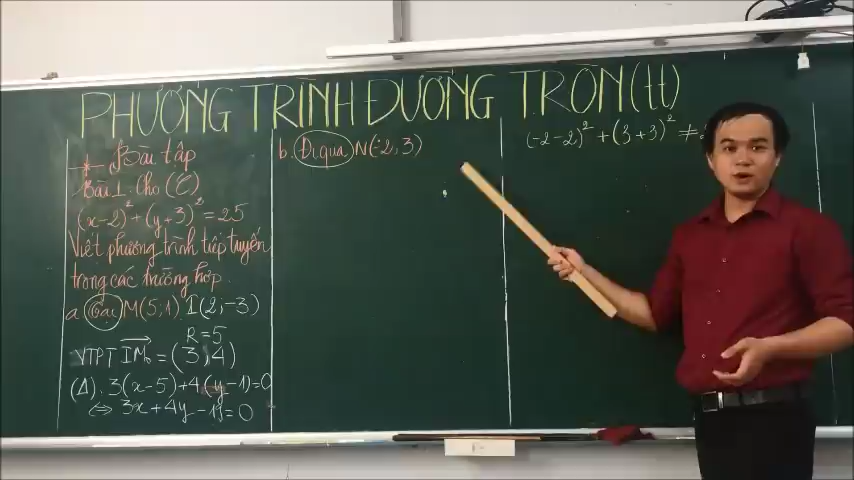 PHƯƠNG TRÌNH ĐƯỜNG TRÒN (tt)
Bài tập
Bài 1: Cho (C)
(x-2)² + (y+3)² = 25
Viết phương trình tiếp tuyến
trong các trường hợp.
a. Tại M(5;1) I(2;-3)
R=5
VTPT IM₀ = (3;4)
(Δ): 3(x-5)+4(y-1)=0
⇔ 3x+4y-19=0
b. Đi qua N(-2,3)
(-2-2)² + (3+3)² ≠